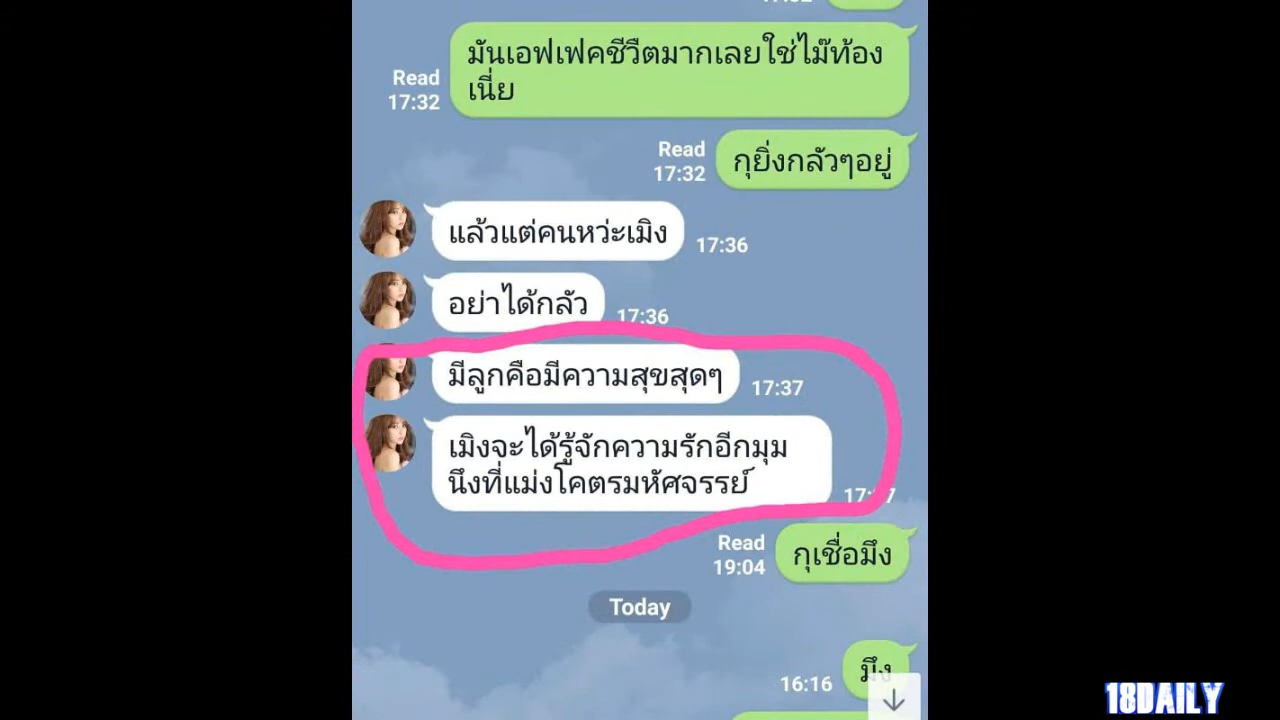 มันเอฟเฟคชีวืตมากเลยใช่ไม๊ท้อง
เนี่ย
Read
17:32
กุยิ่งกลัวๆอยู่
Read
17:32
แล้วแต่คนหว่ะเมิง
17:36
อย่าได้กลัว
17:36
มีลูกคือมีความสุขสุดๆ
17:37
เมิงจะได้รู้จักความรักอีกมุม
นึงที่แม่งโคตรมหัศจรรย์
กุเชื่อมึง
Read
19:04
Today
มึง
16:16
18DAILY